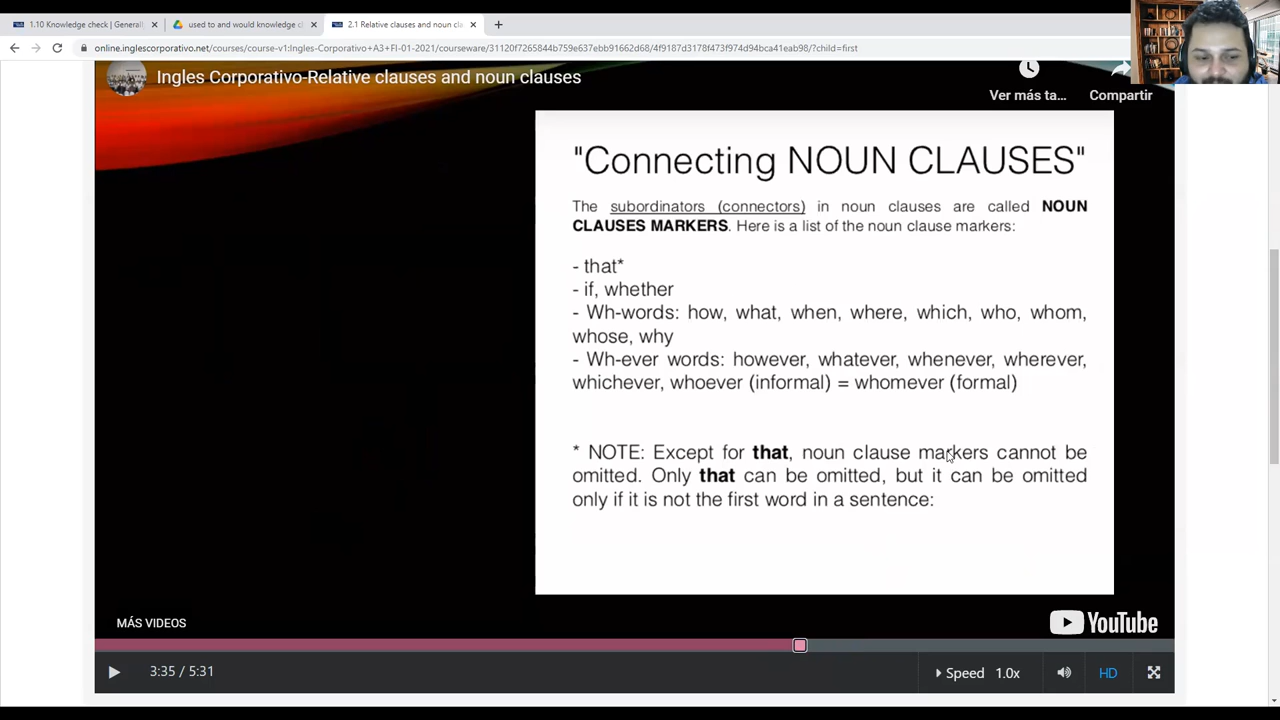 1.10 Knowledge check | General
used to and would knowledge c
2.1 Relative clauses and noun cla
online.inglescorporativo.net/courses/course-v1:Ingles-Corporativo+A3+FI-01-2021/courseware/31120f7265844b729e637ebb91662d68/4f9187d3178f473f974d94bca41eab98/?child=first
Ingles Corporativo-Relative clauses and noun clauses
Ver más ta...
Compartir
"Connecting NOUN CLAUSES"
The subordinators (connectors) in noun clauses are called NOUN
CLAUSES MARKERS. Here is a list of the noun clause markers:
- that*
- if, whether
- Wh-words: how, what, when, where, which, who, whom,
whose, why
- Wh-ever words: however, whatever, whenever, wherever,
whichever, whoever (informal) = whomever (formal)
* NOTE: Except for that, noun clause markers cannot be
omitted. Only that can be omitted, but it can be omitted
only if it is not the first word in a sentence:
MÁS VIDEOS
YouTube
3:35 / 5:31
Speed 1.0x
HD